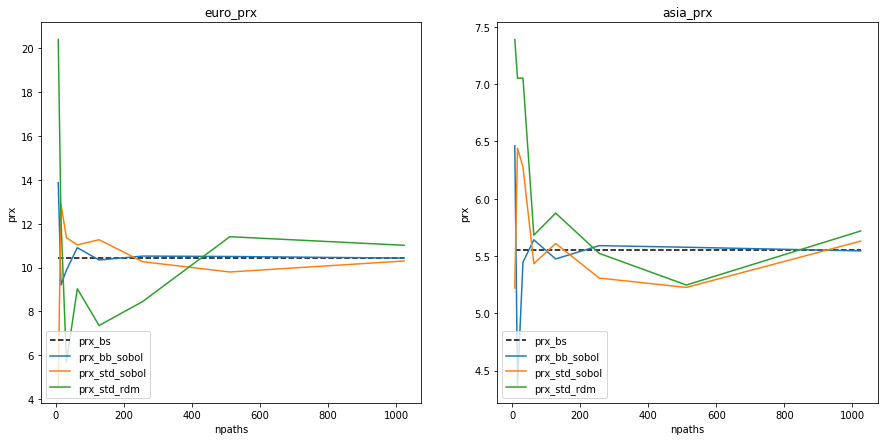 euro_prx
20
18
16
14
12
10
8
6
4
prx
0
200
400
600
800
1000
npaths
prx_bs
prx_bb_sobol
prx_std_sobol
prx_std_rdm
asia_prx
7.5
7.0
6.5
6.0
5.5
5.0
4.5
prx
0
200
400
600
800
1000
npaths
prx_bs
prx_bb_sobol
prx_std_sobol
prx_std_rdm